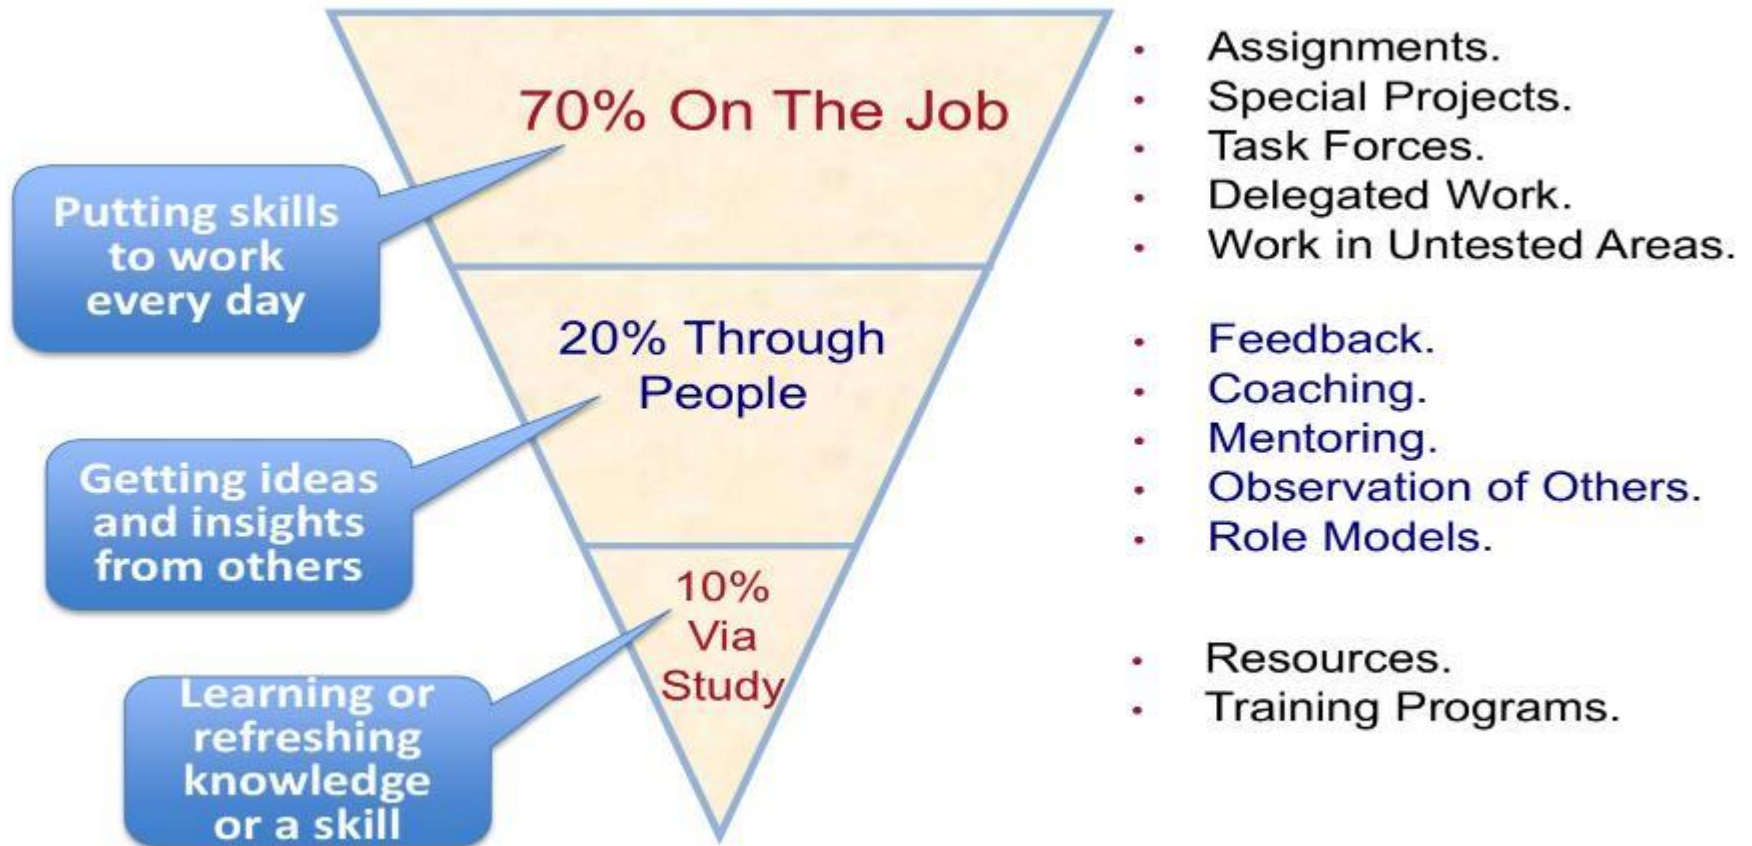 70% On The Job
Putting skills
to work
every day
• Assignments.
• Special Projects.
• Task Forces.
• Delegated Work.
• Work in Untested Areas.
20% Through
People
Getting ideas
and insights
from others
• Feedback.
• Coaching.
• Mentoring.
• Observation of Others.
• Role Models.
10%
Via
Study
Learning or
refreshing
knowledge
or a skill
• Resources.
• Training Programs.